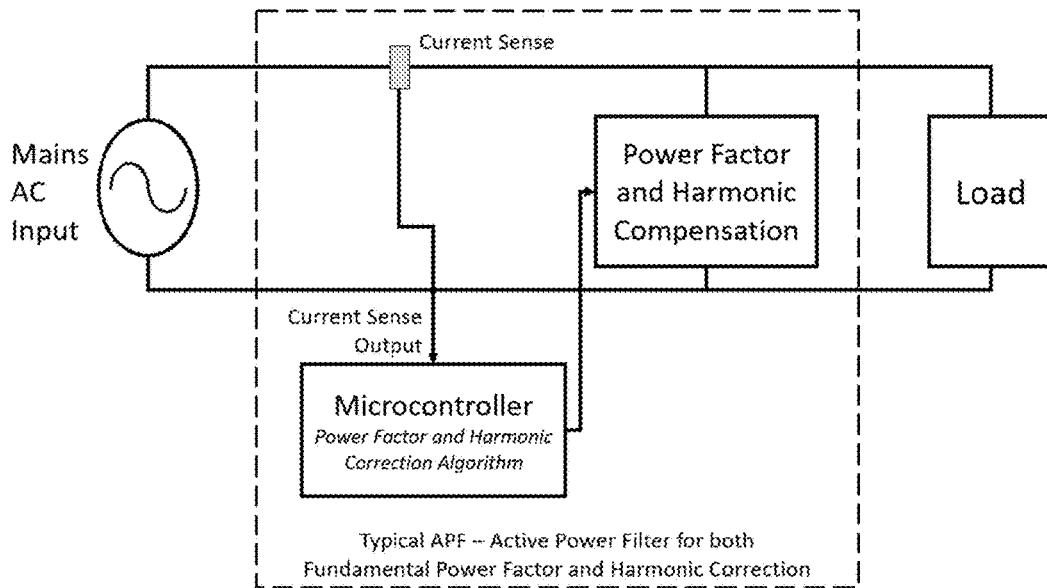 Current Sense
Mains
AC
Input
Power Factor
and Harmonic
Compensation
Load
Current Sense
Output
Microcontroller
Power Factor and Harmonic
Correction Algorithm
Typical APF – Active Power Filter for both
Fundamental Power Factor and Harmonic Correction